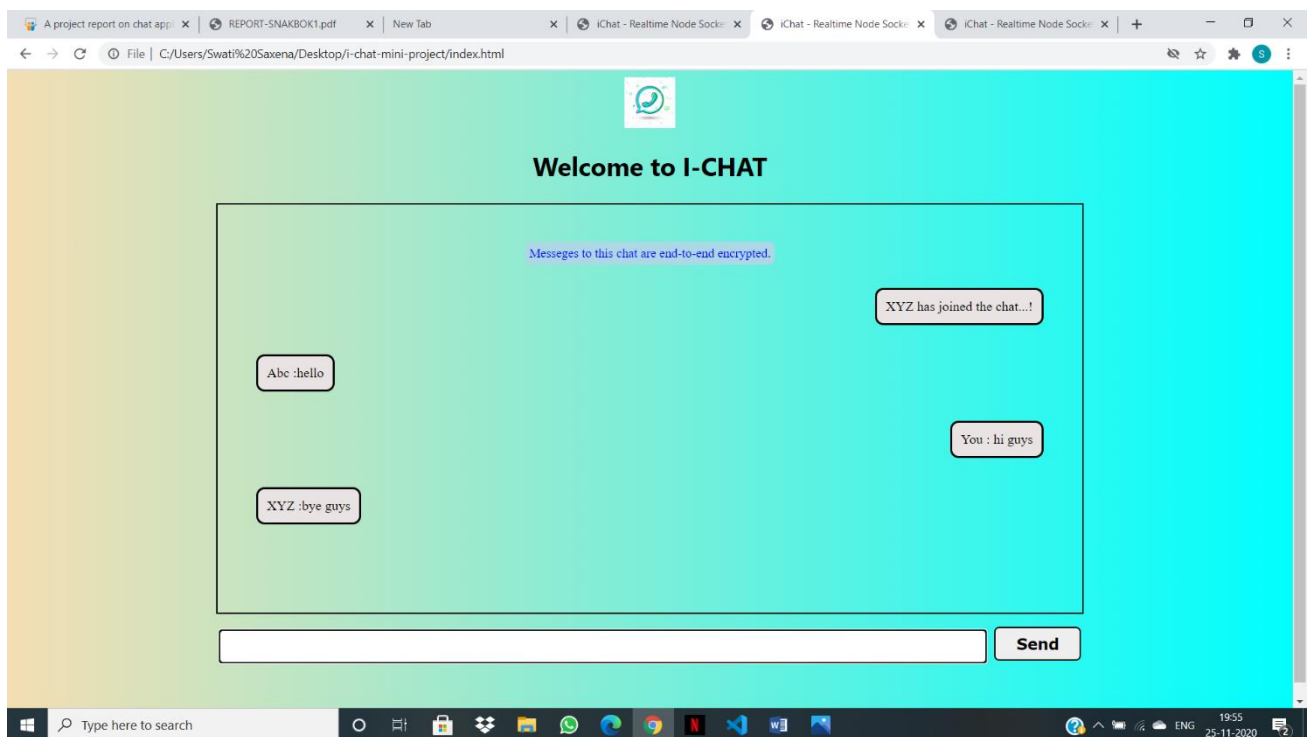 A project report on chat app
REPORT-SNAKBOK1.pdf
New Tab
iChat - Realtime Node Socke
iChat - Realtime Node Socke
iChat - Realtime Node Socke
File | C:/Users/Swati%20Saxena/Desktop/i-chat-mini-project/index.html
S
Welcome to I-CHAT
Messeges to this chat are end-to-end encrypted.
XYZ has joined the chat...!
Abc :hello
You : hi guys
XYZ :bye guys
Send
Type here to search
ENG
19:55
25-11-2020
2